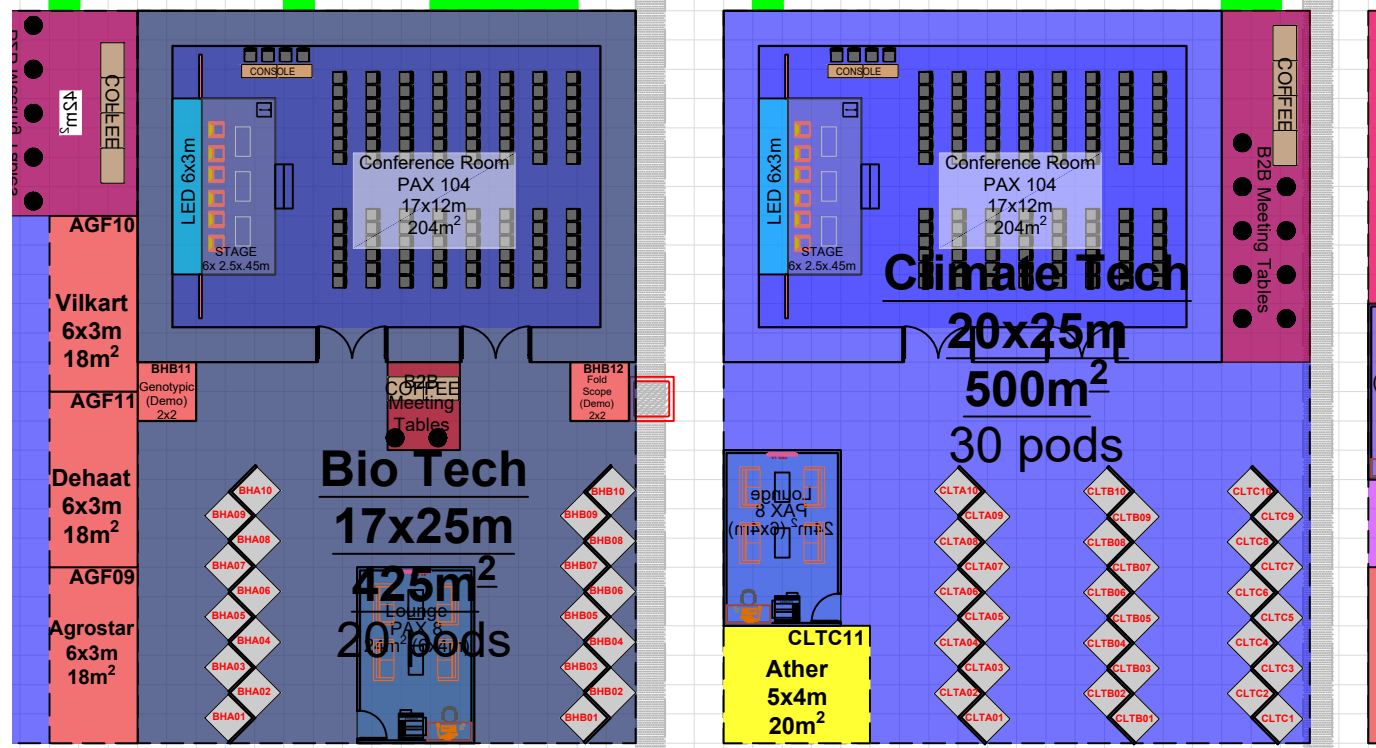 COFFEE
AGF10
Vilkart
6x3m
18m²
AGF11
Dehaat
6x3m
18m²
AGF09
Agrostar
6x3m
18m²
CONSOLE
LED 6x3m
Conference Room
PAX 104
17x12m
204m²
STAGE
6x 2.5x.45m
BHB11
Genotypic
(Demo)
2x2
COFFEE
B2B
Meeting
Tables
BHB12
Fold
Scope
(Demo)
2x2
Bio Tech
17x25m
425m²
20 pods
Lounge
PAX 8
BHA10
BHA09
BHA08
BHA07
BHA06
BHA05
BHA04
BHA03
BHA02
BHA01
BHB10
BHB09
BHB08
BHB07
BHB06
BHB05
BHB04
BHB03
BHB02
BHB01
NSOLE
LED 6x3m
Conference Room
PAX 104
17x12m
204m²
STAGE
6x 2.5x.45m
COFFEE
B2B Meeting Tables
Climate Tech
20x25m
500m²
30 pods
Lounge
PAX 8
CLTC11
Ather
5x4m
20m²
CLTA10
CLTA09
CLTA08
CLTA07
CLTA06
CLTA05
CLTA04
CLTA03
CLTA02
CLTA01
CLTB10
CLTB09
CLTB08
CLTB07
CLTB06
CLTB05
CLTB04
CLTB03
CLTB02
CLTB01
CLTC10
CLTC9
CLTC8
CLTC7
CLTC6
CLTC5
CLTC4
CLTC3
CLTC2
CLTC1